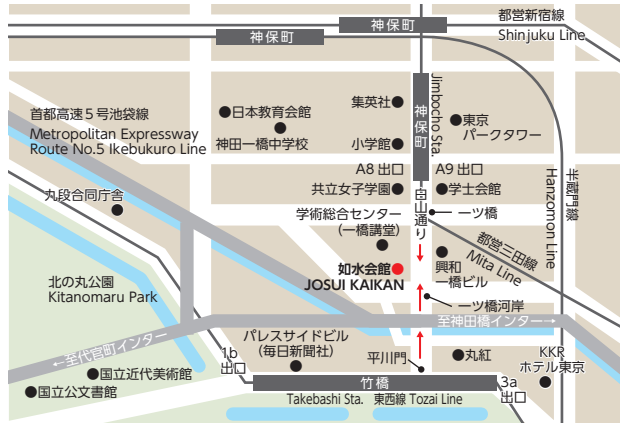 都営新宿線
Shinjuku Line
神保町
神保町
首都高速5号池袋線
Metropolitan Expressway
Route No.5 Ikebukuro Line
日本教育会館
神田一橋中学校
集英社
小学館
神保町
Jimbocho Sta.
東京
パークタワー
A8 出口
A9 出口
共立女子学園
学士会館
白山通り
一ツ橋
半蔵門線
Hanzomon Line
九段合同庁舎
学術総合センター
(一橋講堂)
都営三田線
Mita Line
興和
一橋ビル
如水会館
JOSUI KAIKAN
北の丸公園
Kitanomaru Park
一ツ橋河岸
至神田橋インター→
←至代官町インター
パレスサイドビル
(毎日新聞社)
平川門
丸紅
KKR
ホテル東京
国立近代美術館
国立公文書館
1b
出口
竹橋
3a
出口
Takebashi Sta.
東西線 Tozai Line